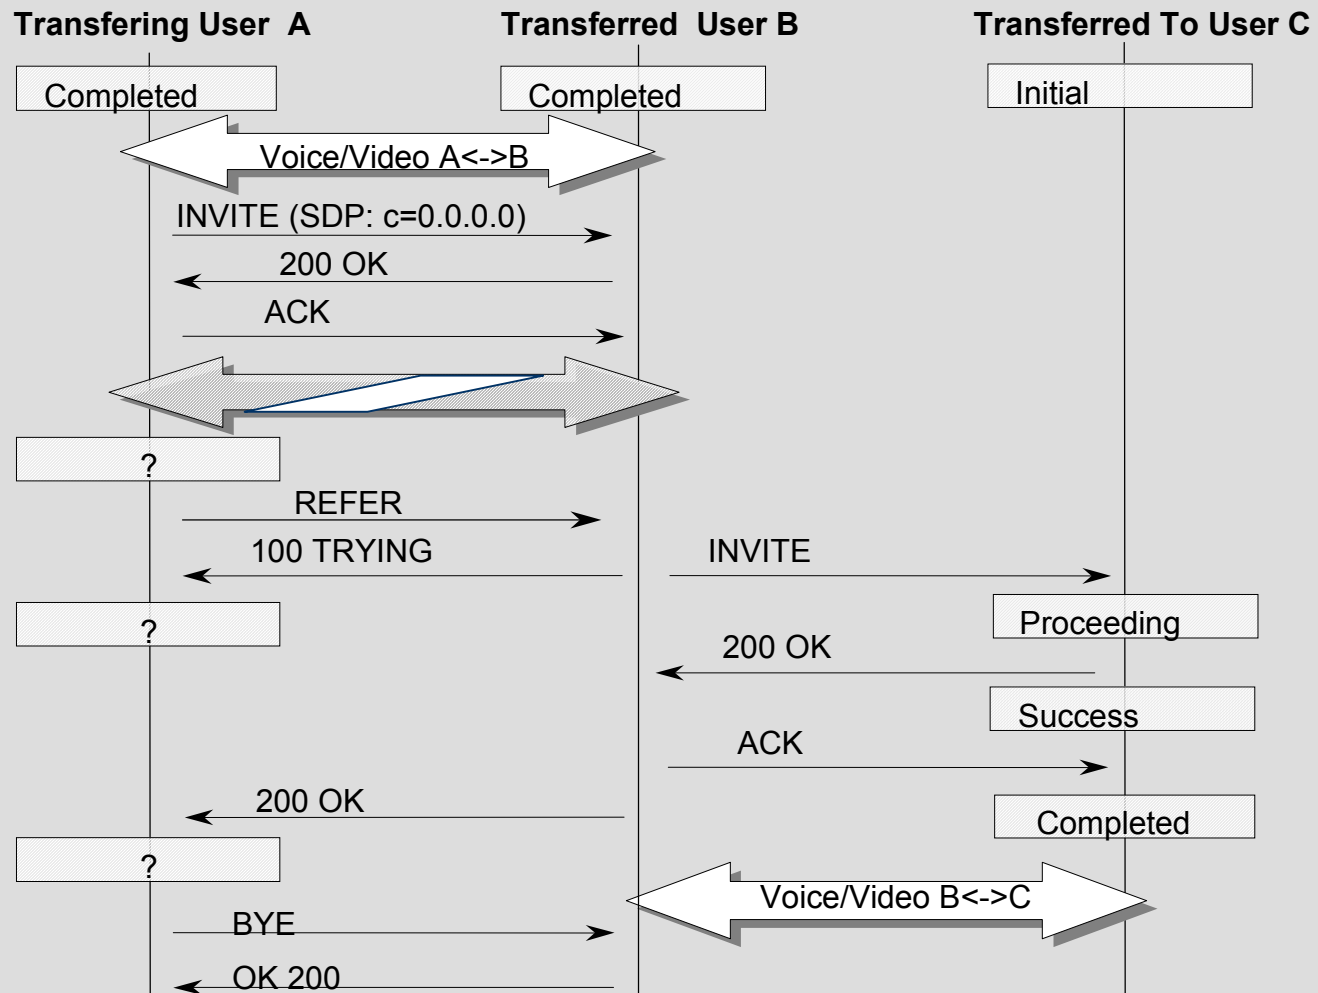 Transfering User A
Transferred User B
Transferred To User C
Completed
Completed
Initial
Voice/Video A<->B
INVITE (SDP: c=0.0.0.0)
200 OK
ACK
?
REFER
100 TRYING
INVITE
?
Proceeding
200 OK
Success
ACK
200 OK
Completed
?
Voice/Video B<->C
BYE
OK 200